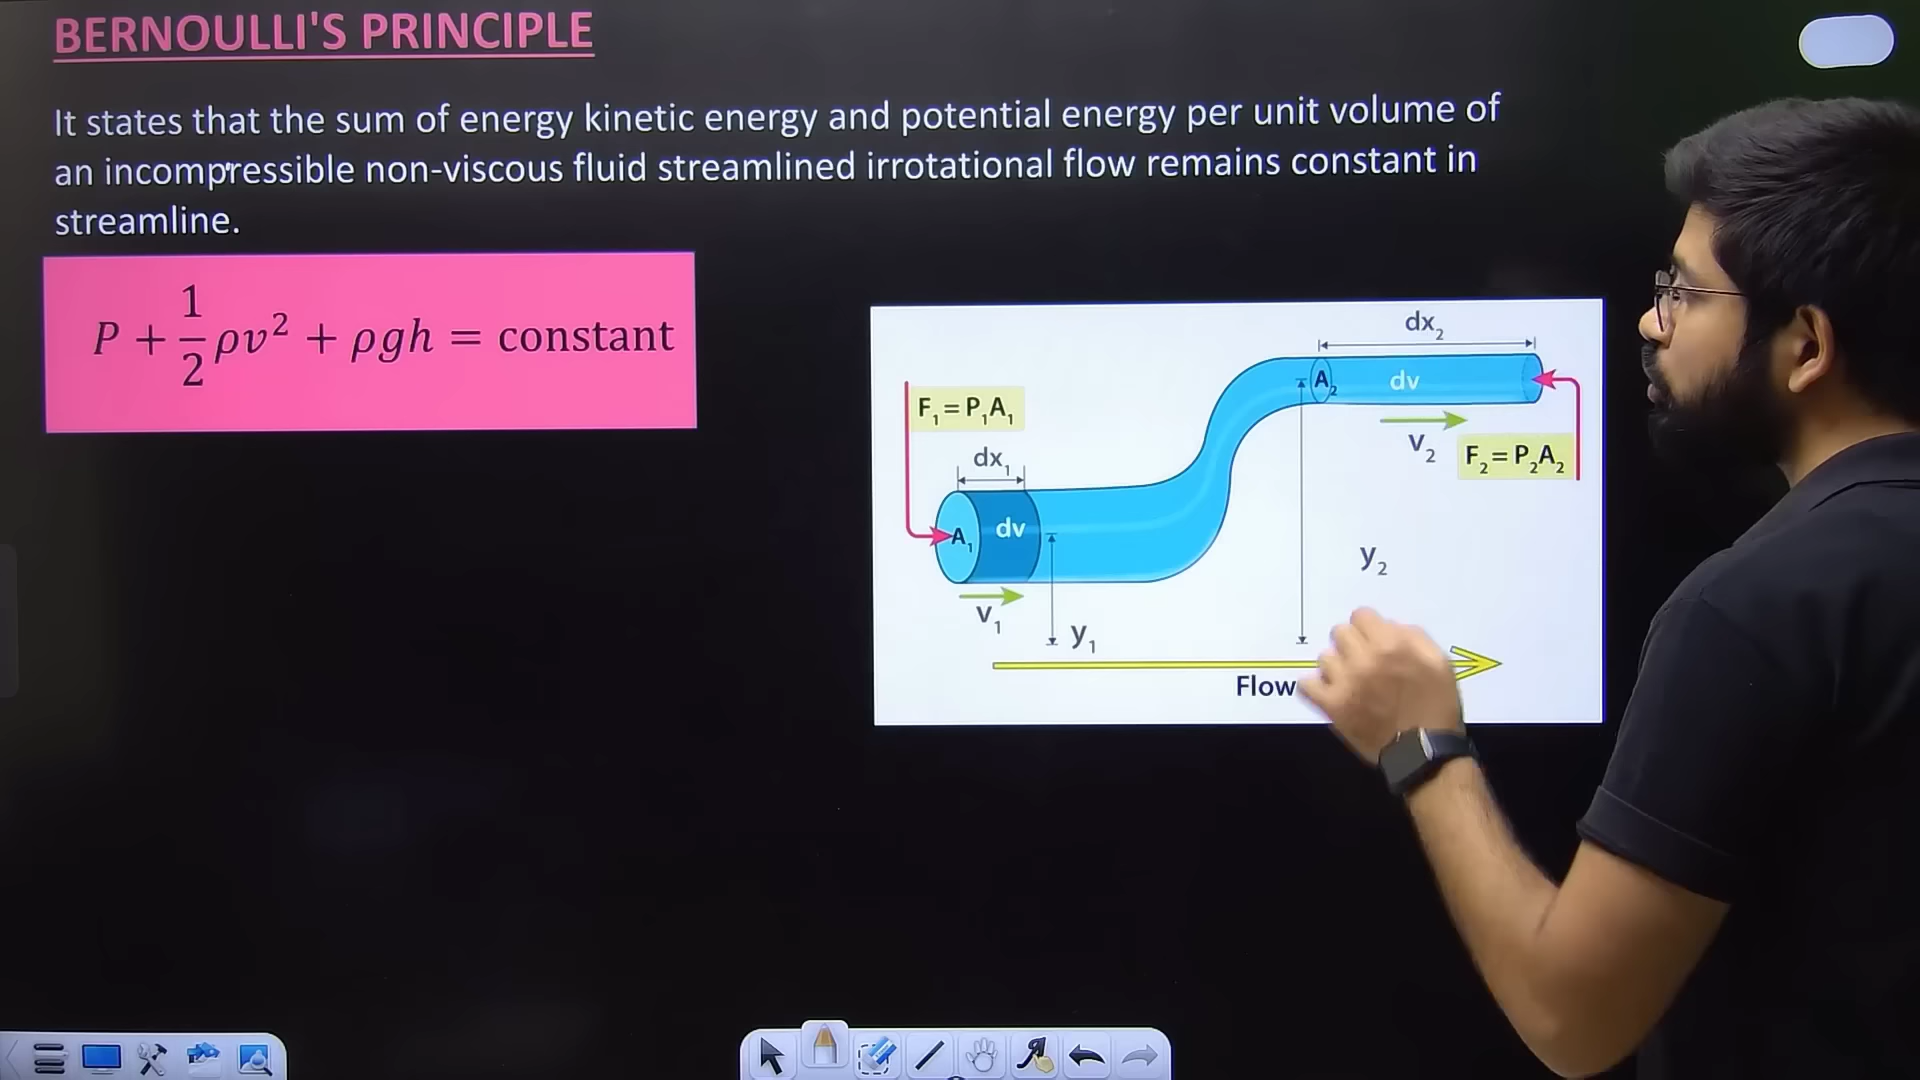 BERNOULLI'S PRINCIPLE
It states that the sum of energy kinetic energy and potential energy per unit volume of
an incompressible non-viscous fluid streamlined irrotational flow remains constant in
streamline.
P + 1/2 ρv² + ρgh = constant
dx₂
A₂ dv
F₁ = P₁A₁
V₂ F₂ = P₂A₂
dx₁
A₁ dv
y₂
V₁ y₁
Flow